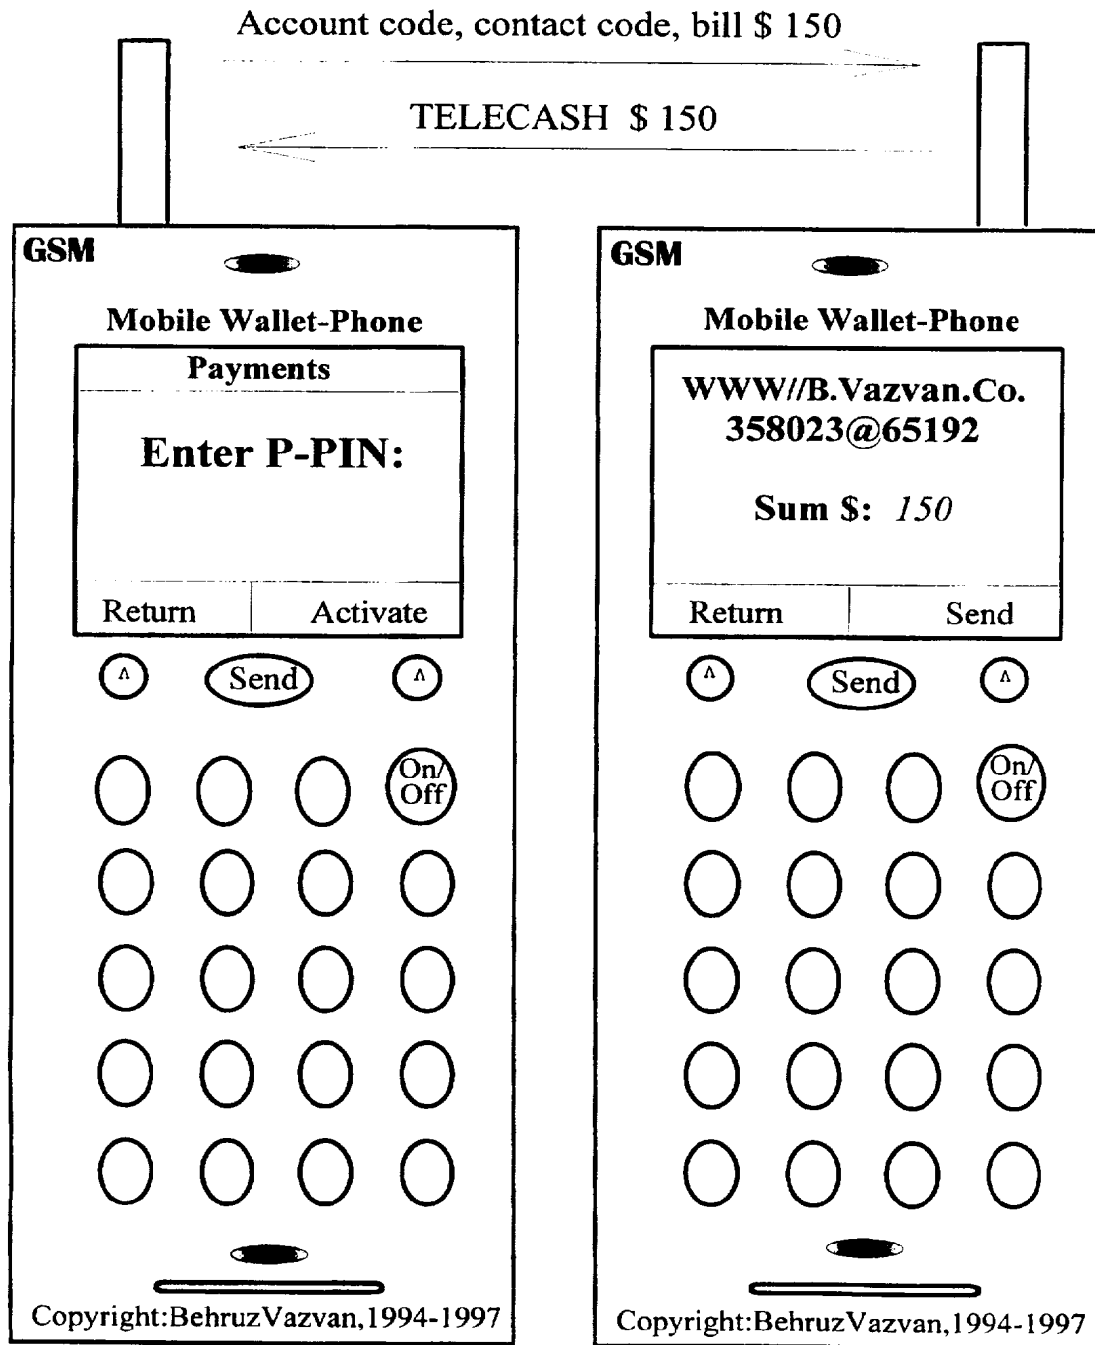 Account code, contact code, bill $ 150
TELECASH $ 150
GSM
Mobile Wallet-Phone
Payments
Enter P-PIN:
Return Activate
^ Send ^
On/
Off
Copyright:BehruzVazvan,1994-1997
GSM
Mobile Wallet-Phone
WWW//B.Vazvan.Co.
358023@65192
Sum $: 150
Return Send
^ Send ^
On/
Off
Copyright:BehruzVazvan,1994-1997